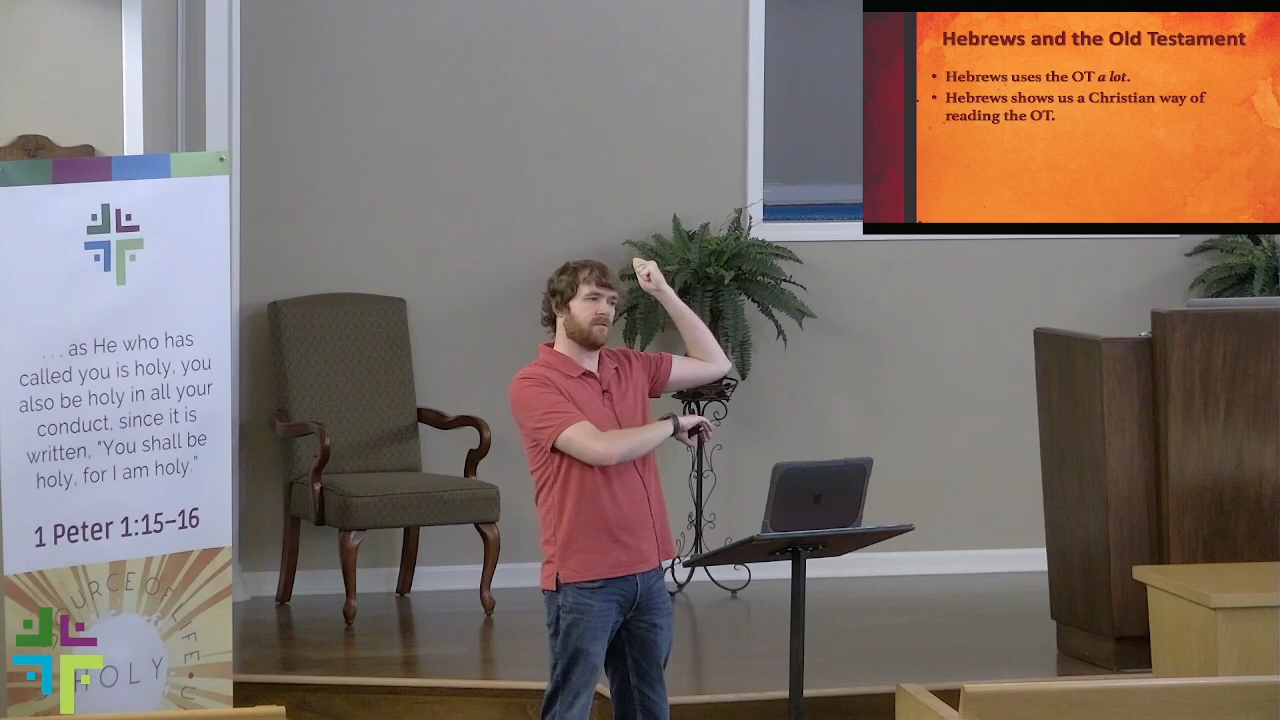 Hebrews and the Old Testament
• Hebrews uses the OT a lot.
• Hebrews shows us a Christian way of
reading the OT.
. . . as He who has
called you is holy, you
also be holy in all your
conduct, since it is
written, "You shall be
holy, for I am holy."
1 Peter 1:15–16
HOLY